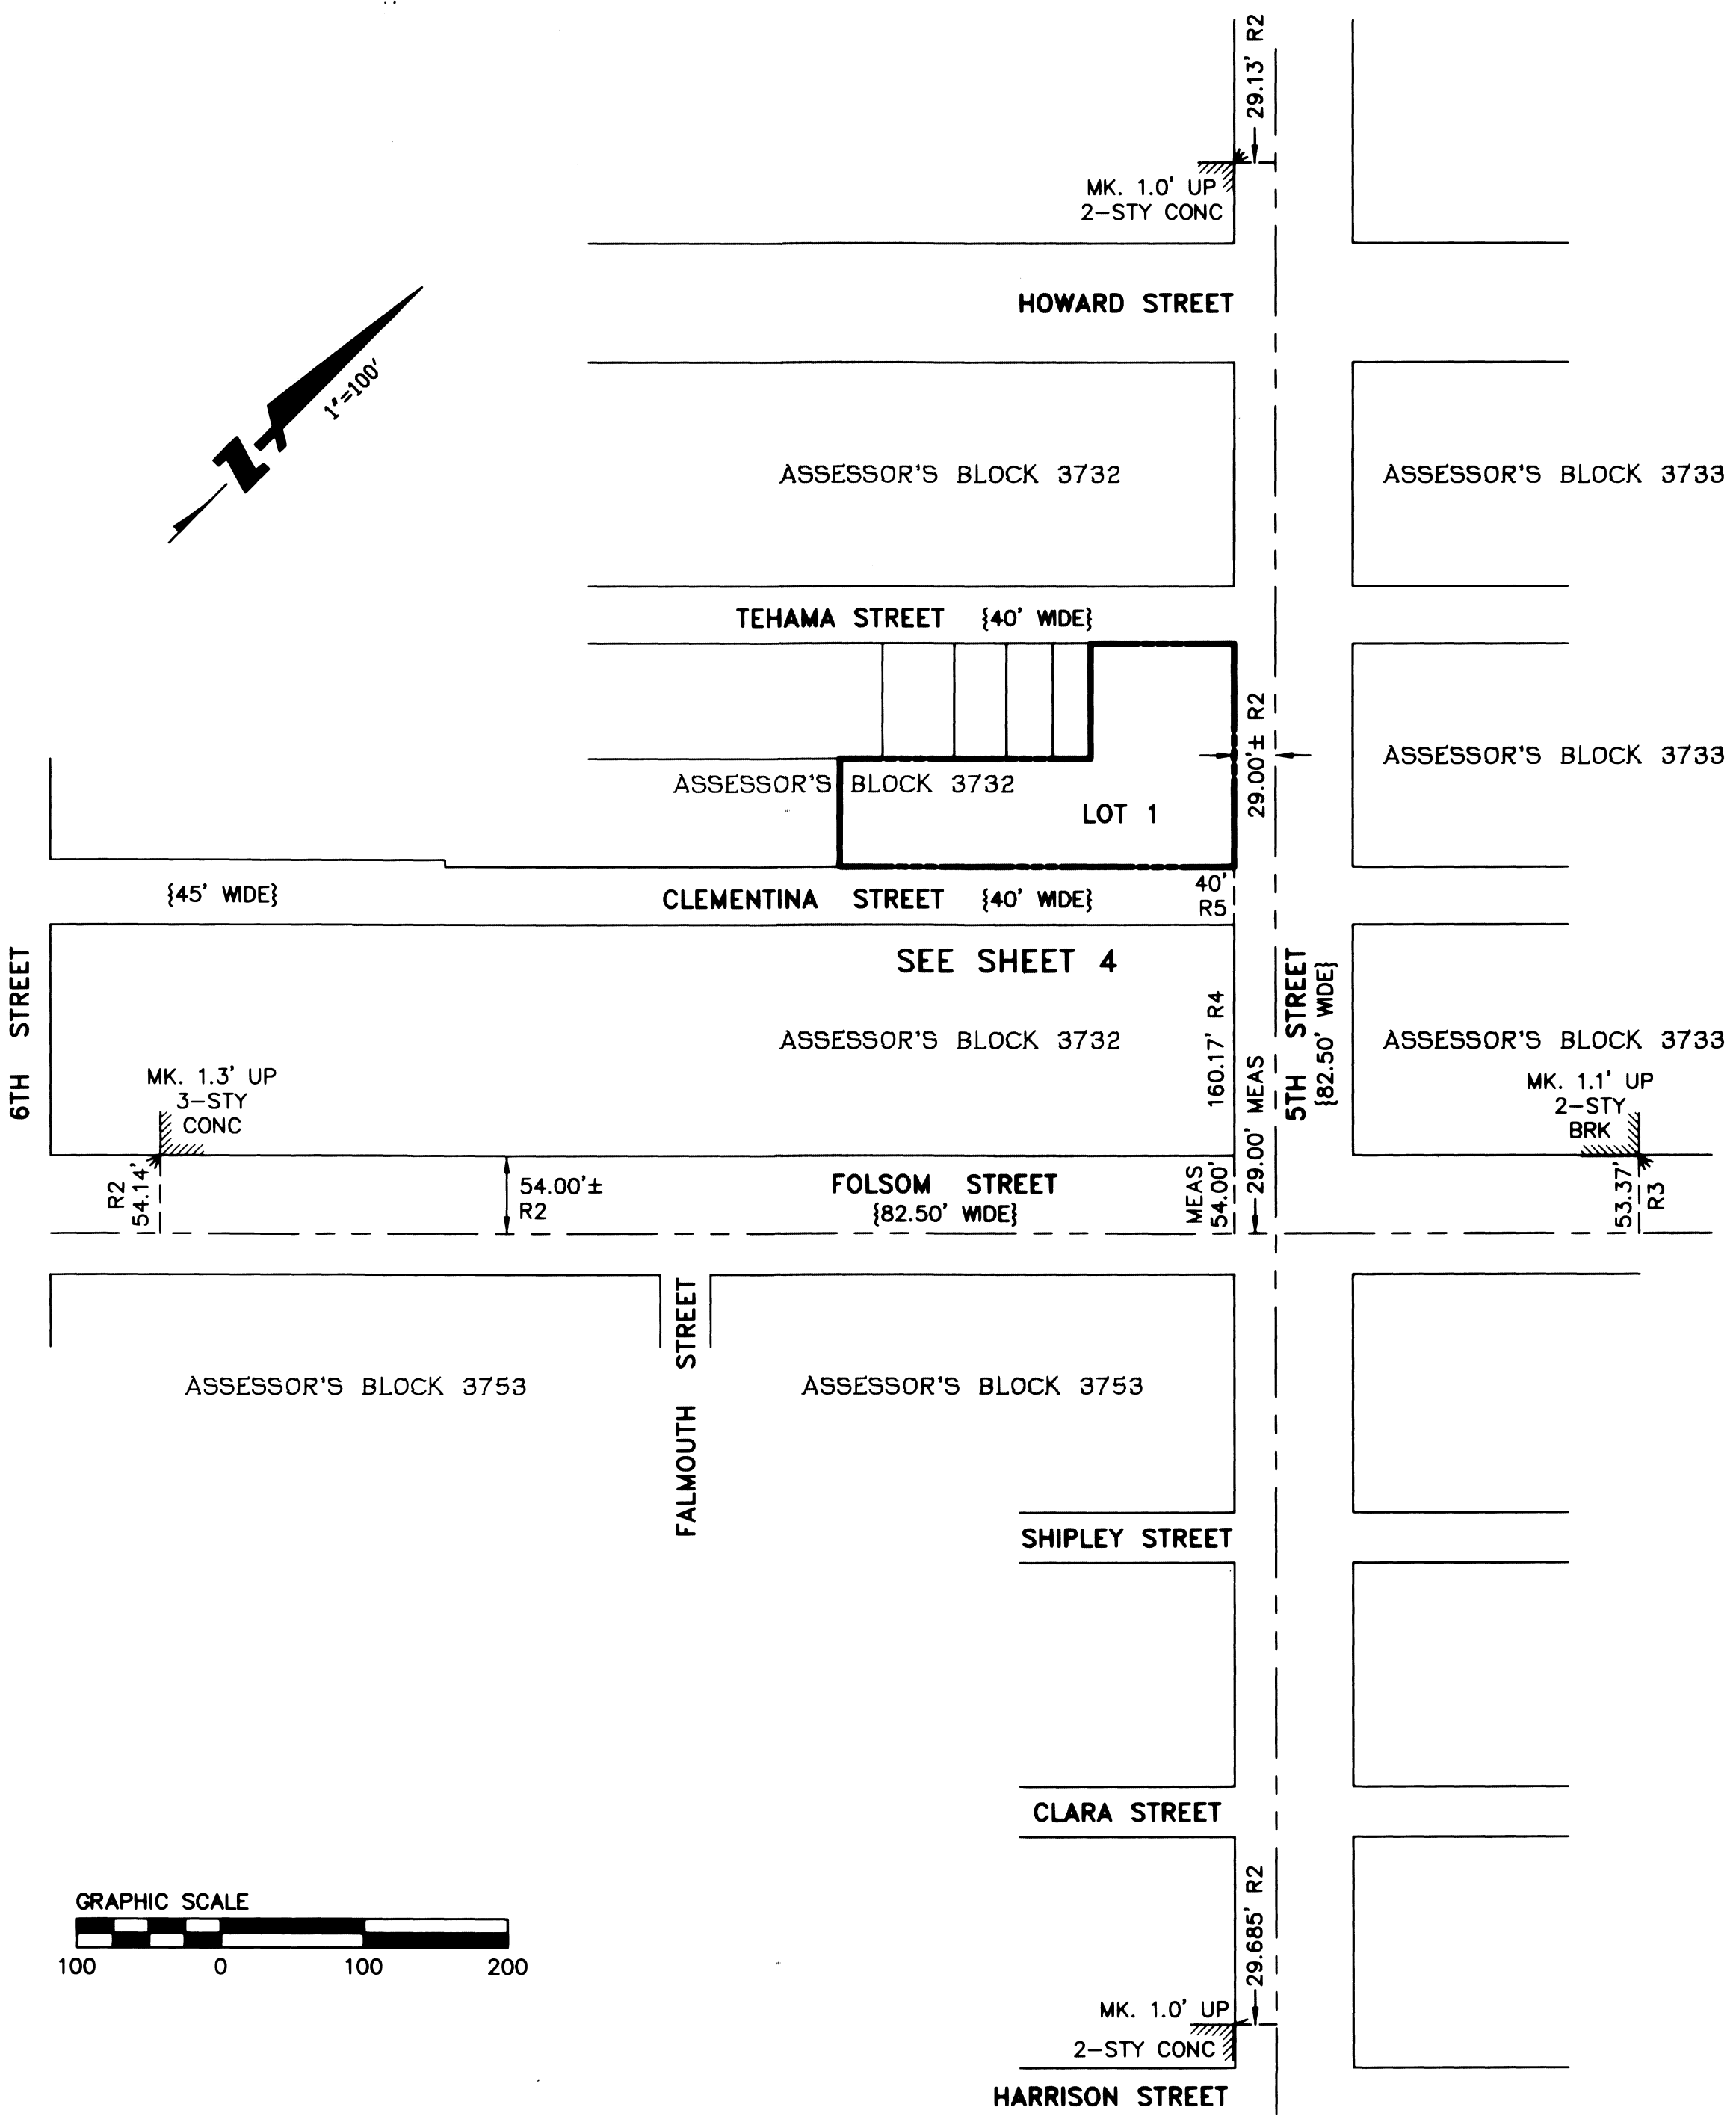 29.13' R2
MK. 1.0' UP
2-STY CONC
HOWARD STREET
N
1"=100'
ASSESSOR'S BLOCK 3732
ASSESSOR'S BLOCK 3733
TEHAMA STREET {40' WIDE}
29.00'± R2
ASSESSOR'S BLOCK 3733
ASSESSOR'S BLOCK 3732
LOT 1
40'
R5
{45' WIDE}
CLEMENTINA STREET {40' WIDE}
SEE SHEET 4
6TH STREET
160.17' R4
5TH STREET
{82.50' WIDE}
ASSESSOR'S BLOCK 3732
ASSESSOR'S BLOCK 3733
MK. 1.3' UP
3-STY
CONC
29.00' MEAS
MK. 1.1' UP
2-STY
BRK
R2
54.14'
54.00'±
R2
FOLSOM STREET
{82.50' WIDE}
MEAS
54.00'
53.37'
R3
FALMOUTH STREET
ASSESSOR'S BLOCK 3753
ASSESSOR'S BLOCK 3753
SHIPLEY STREET
CLARA STREET
GRAPHIC SCALE
100 0 100 200
29.685' R2
MK. 1.0' UP
2-STY CONC
HARRISON STREET